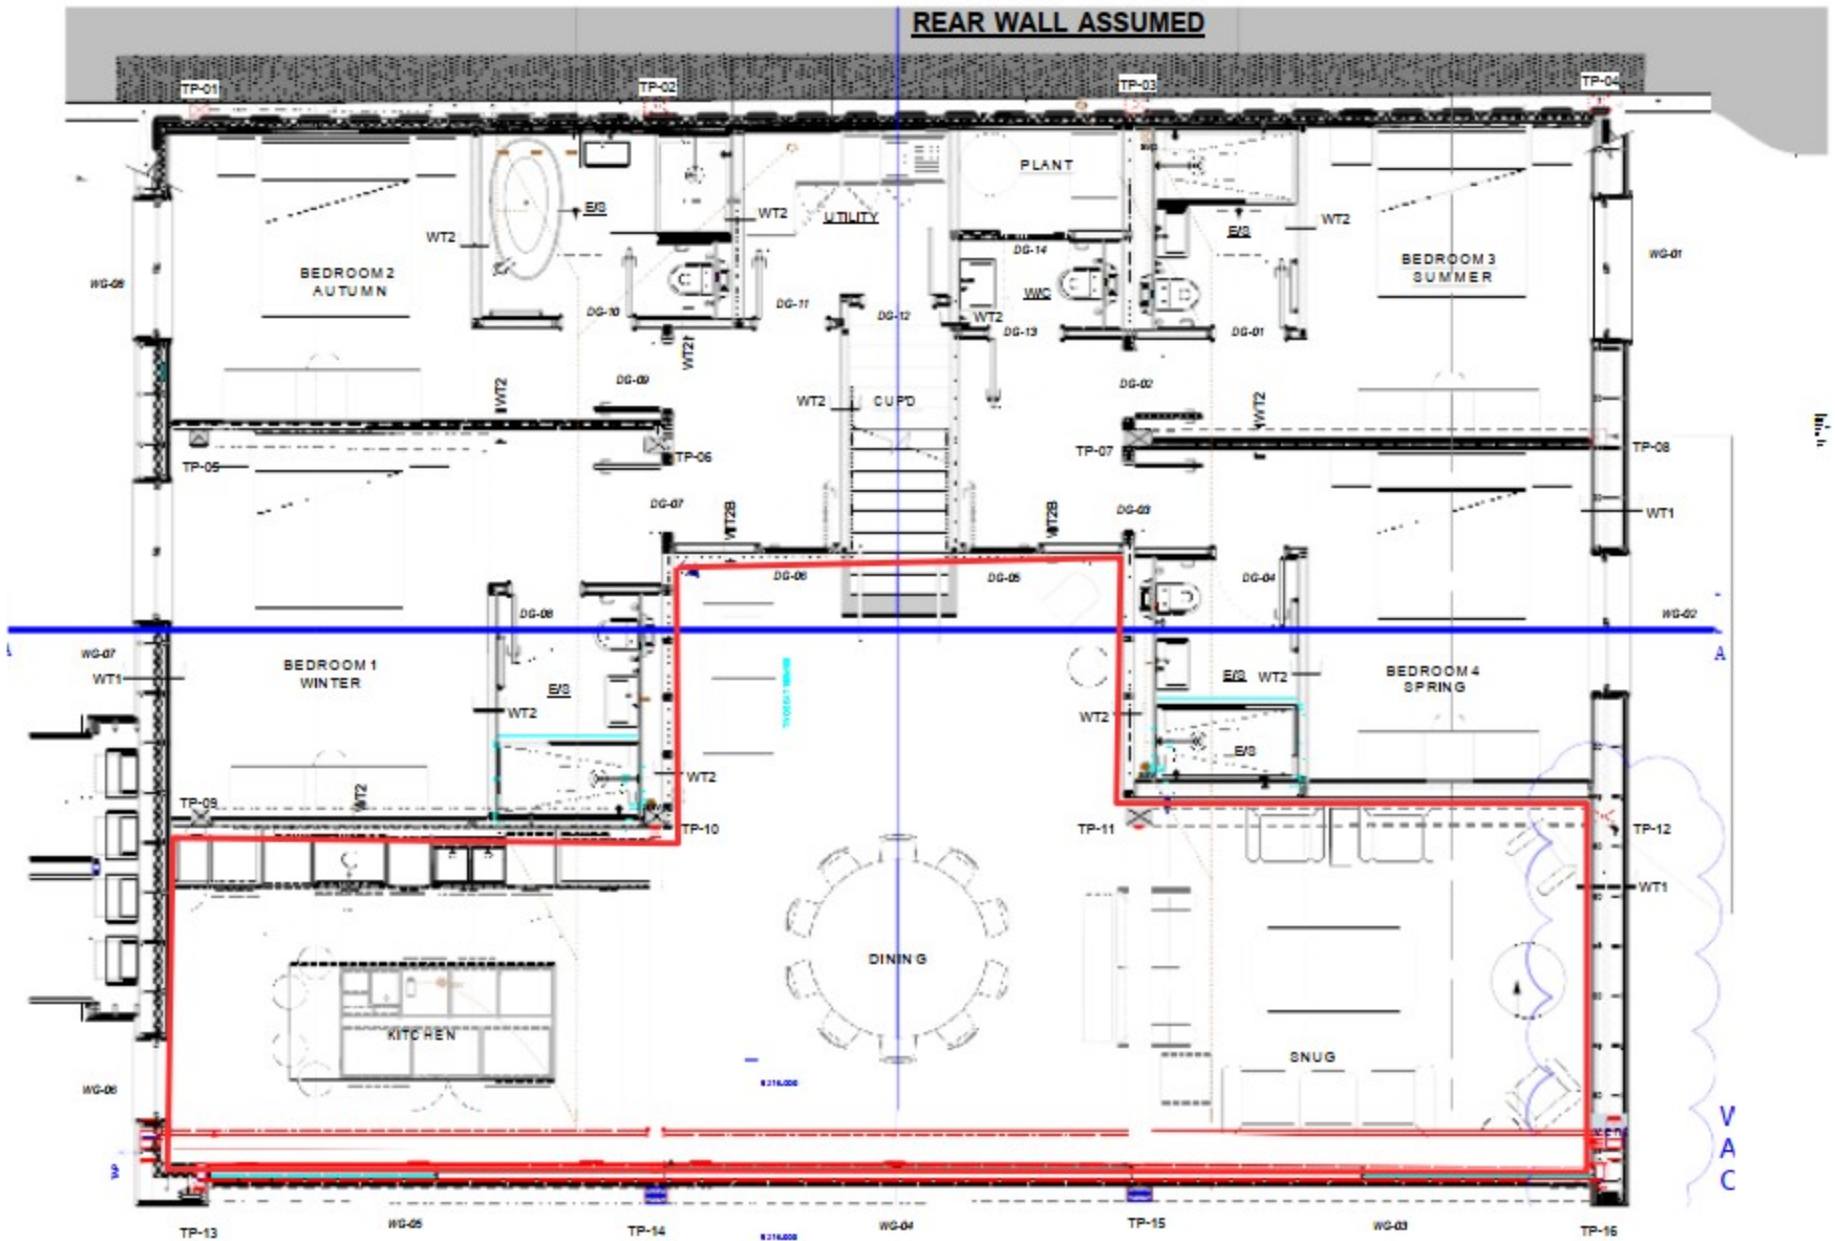 REAR WALL ASSUMED
TP-01
TP-02
TP-03
TP-04
PLANT
E/S
WT2
UTILITY
WT2
WT2
E/S
DG-14
WG-01
BEDROOM 2
AUTUMN
BEDROOM 3
SUMMER
WG-08
W/C
DG-10
DG-11
DG-12
WT2
DG-13
DG-01
WT2
DG-09
DG-02
WT2
WT2
CUP'D
WT2
TP-05
TP-06
TP-07
TP-08
DG-07
WT2B
WT2B
DG-03
WT1
DG-06
DG-05
DG-04
DG-08
WG-02
A
A
WG-07
WT1
BEDROOM 1
WINTER
E/S
WT2
E/S
WT2
BEDROOM 4
SPRING
WT2
E/S
WT2
WT2
TP-09
TP-10
TP-11
TP-12
WT1
DINING
KITCHEN
SNUG
WG-06
V
A
C
TP-13
WG-05
TP-14
WG-04
TP-15
WG-03
TP-16